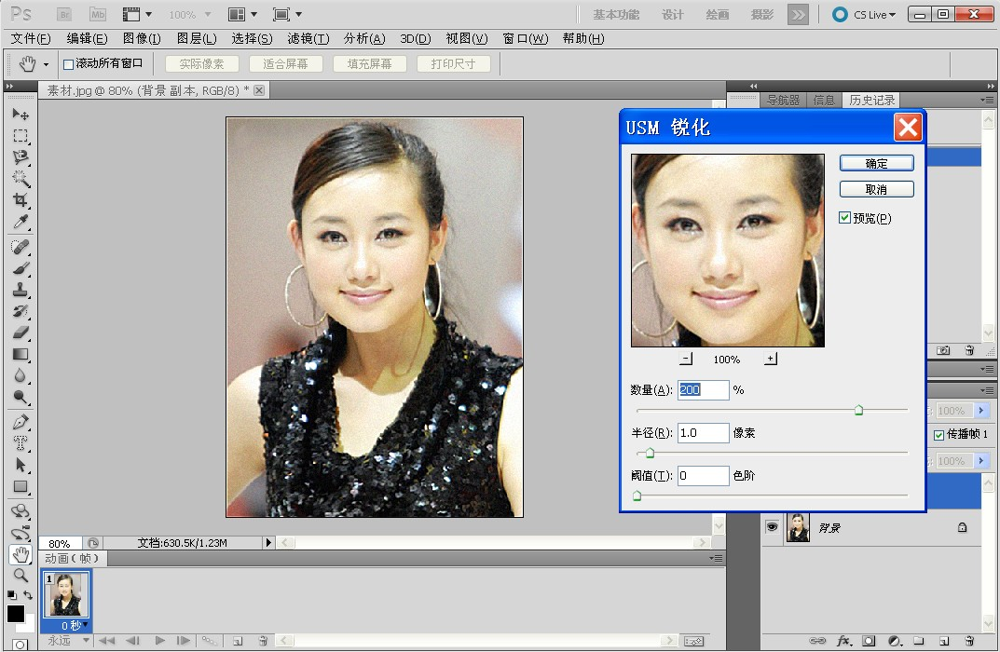 Ps Br Mb 100% 基本功能 设计 绘画 摄影 CS Live
文件(F) 编辑(E) 图像(I) 图层(L) 选择(S) 滤镜(T) 分析(A) 3D(D) 视图(V) 窗口(W) 帮助(H)
滚动所有窗口 实际像素 适合屏幕 填充屏幕 打印尺寸
素材.jpg @ 80% (背景 副本, RGB/8) *
导航器 信息 历史记录
USM 锐化
确定
取消
预览(P)
100%
数量(A): 200 %
半径(R): 1.0 像素
阈值(T): 0 色阶
100%
传播帧 1
100%
背景
80% 文档:630.5K/1.23M
动画(帧)
1
0 秒
永远
fx